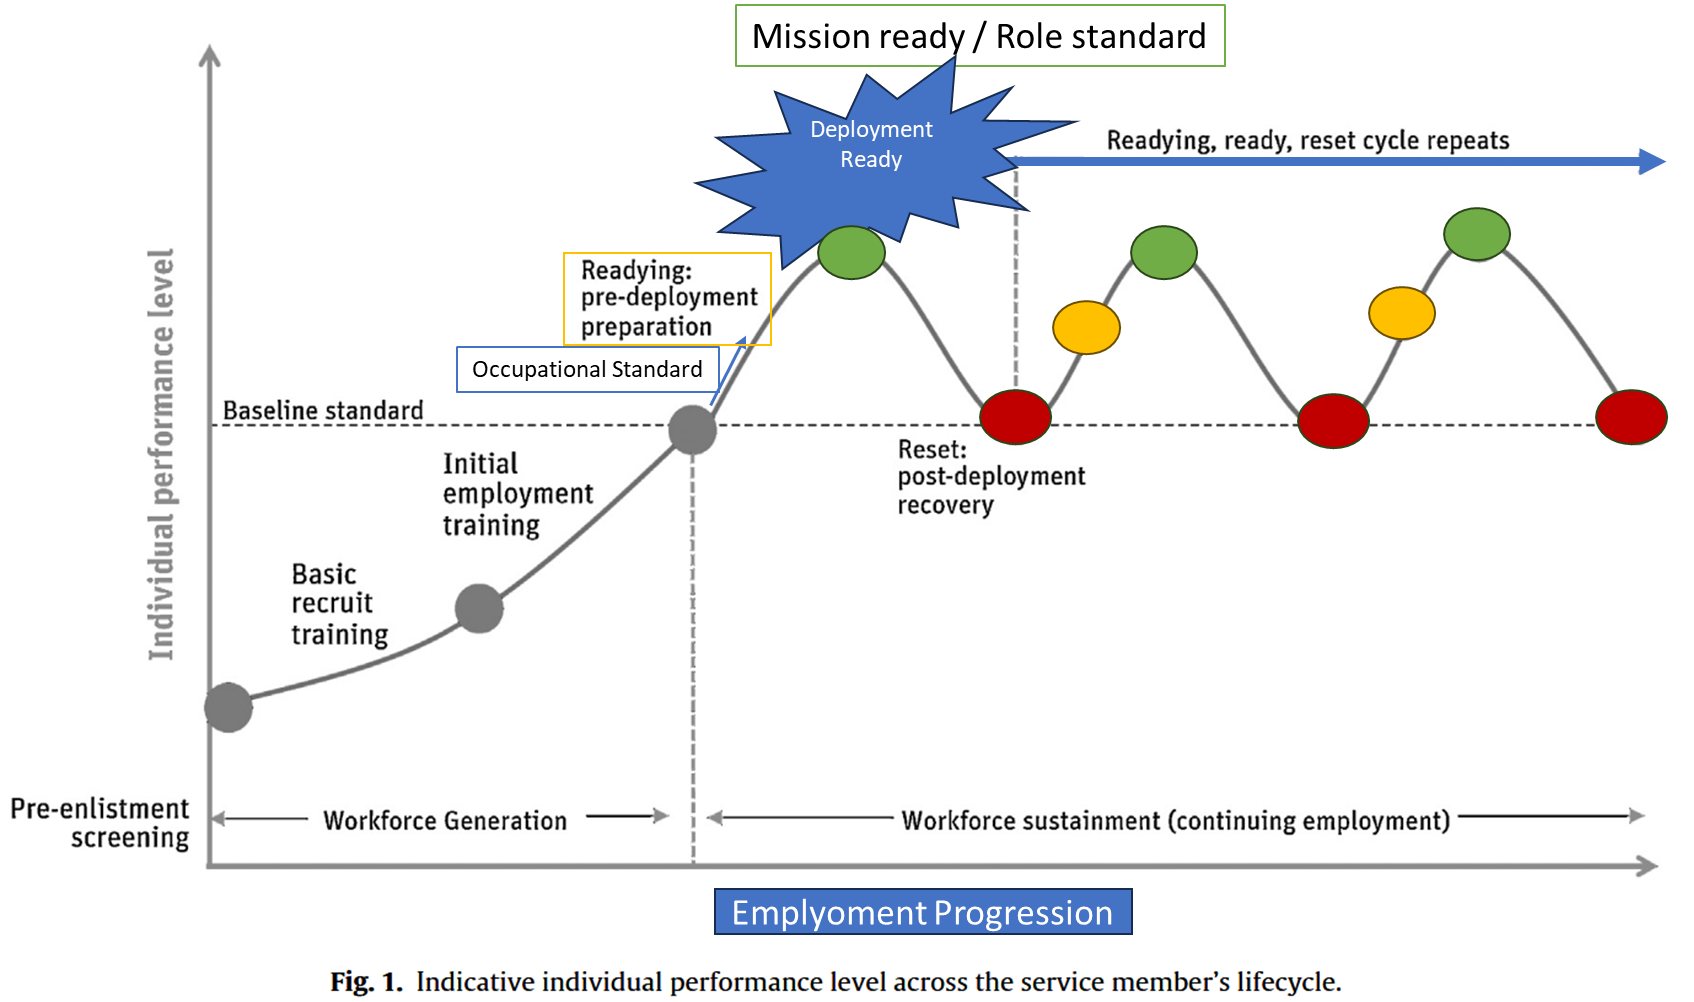 Mission ready / Role standard
Deployment
Ready
Readying, ready, reset cycle repeats
Individual performance level
Readying:
pre-deployment
preparation
Occupational Standard
Baseline standard
Initial
employment
training
Reset:
post-deployment
recovery
Basic
recruit
training
Pre-enlistment
screening
Workforce Generation
Workforce sustainment (continuing employment)
Emplyoment Progression
Fig. 1. Indicative individual performance level across the service member's lifecycle.